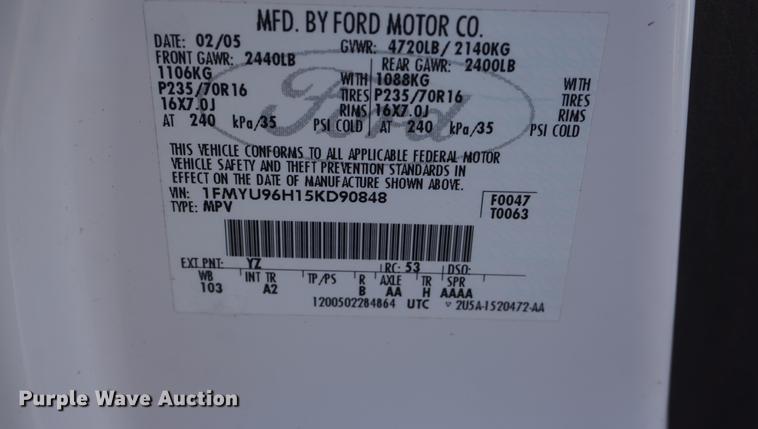 MFD. BY FORD MOTOR CO.
DATE: 02/05 GVWR: 4720LB/ 2140KG
FRONT GAWR: 2440LB REAR GAWR: 2400LB
1106KG WITH 1088KG WITH
P235/70R16 TIRES P235/70R16 TIRES
16X7.0J RIMS 16X7.0J RIMS
AT 240 kPa/35 PSI COLD AT 240 kPa/35 PSI COLD
Ford
THIS VEHICLE CONFORMS TO ALL APPLICABLE FEDERAL MOTOR
VEHICLE SAFETY AND THEFT PREVENTION STANDARDS IN
EFFECT ON THE DATE OF MANUFACTURE SHOWN ABOVE.
VIN: 1FMYU96H15KD90848 F0047
TYPE: MPV T0063
EXT PNT: YZ RC: 53 DSO:
WB INT TR TP/PS R AXLE TR SPR
103 A2 B AA H AAAA
1200502284864 UTC 2U5A-1520472-AA
Purple Wave Auction